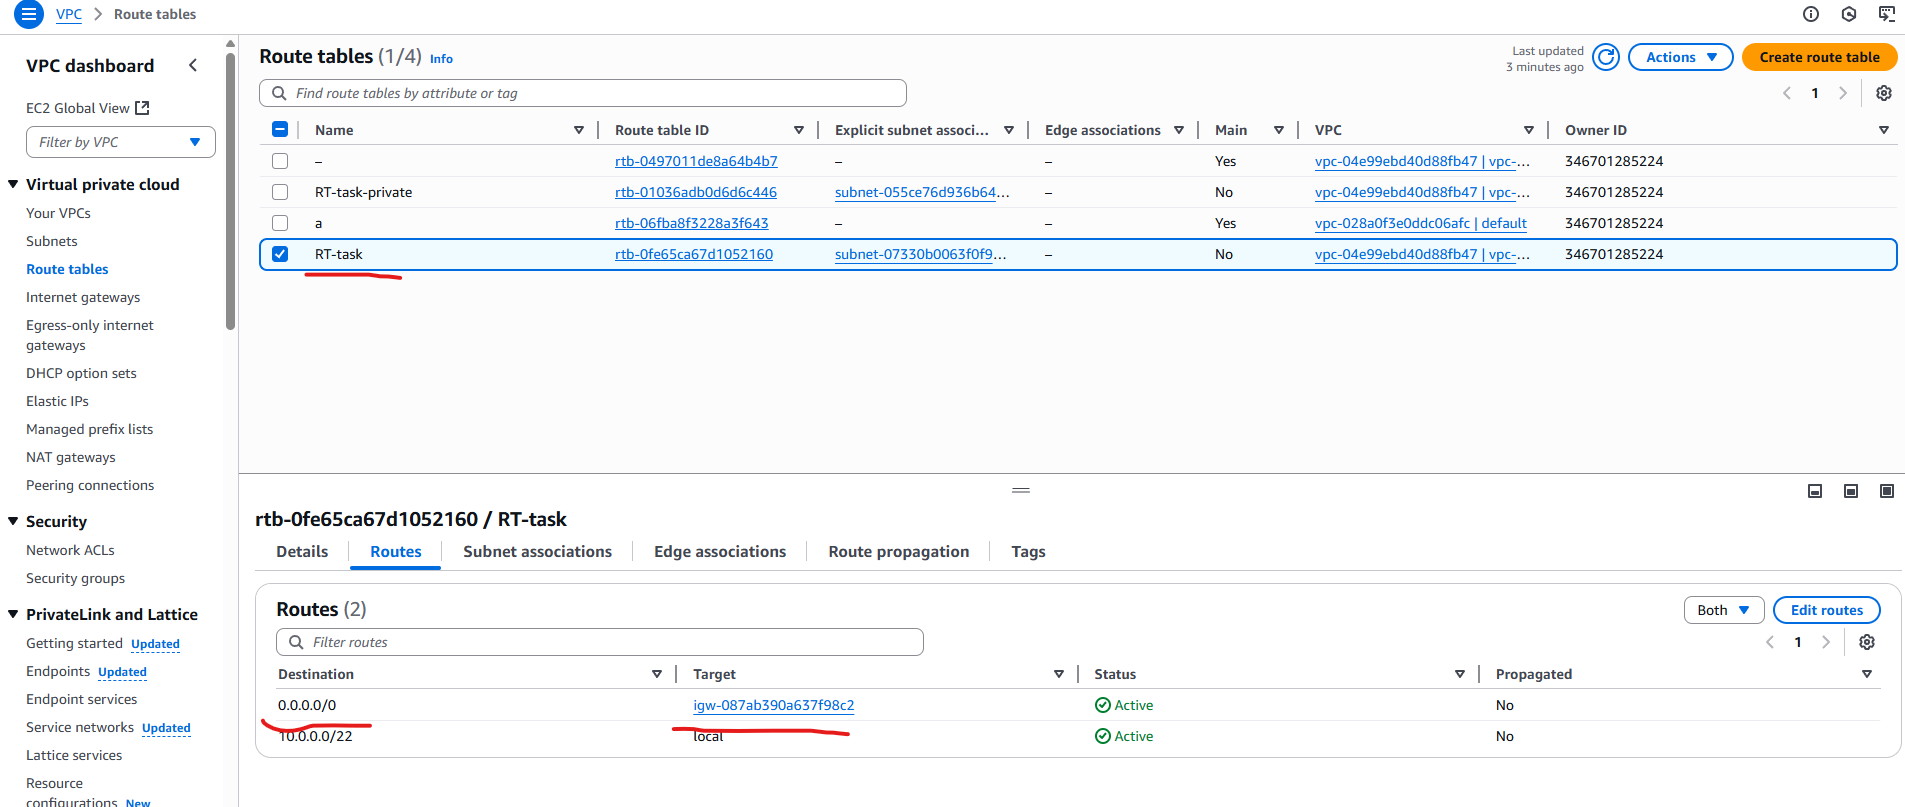 VPC > Route tables
VPC dashboard
EC2 Global View
Filter by VPC
Virtual private cloud
Your VPCs
Subnets
Route tables
Internet gateways
Egress-only internet
gateways
DHCP option sets
Elastic IPs
Managed prefix lists
NAT gateways
Peering connections
Security
Network ACLs
Security groups
PrivateLink and Lattice
Getting started Updated
Endpoints Updated
Endpoint services
Service networks Updated
Lattice services
Resource
configurations New
Route tables (1/4) Info
Last updated
3 minutes ago
Actions
Create route table
Find route tables by attribute or tag
1
Name Route table ID Explicit subnet associ... Edge associations Main VPC Owner ID
– rtb-0497011de8a64b4b7 – – Yes vpc-04e99ebd40d88fb47 | vpc-... 346701285224
RT-task-private rtb-01036adb0d6d6c446 subnet-055ce76d936b64... – No vpc-04e99ebd40d88fb47 | vpc-... 346701285224
a rtb-06fba8f3228a3f643 – – Yes vpc-028a0f3e0ddc06afc | default 346701285224
RT-task rtb-0fe65ca67d1052160 subnet-07330b0063f0f9... – No vpc-04e99ebd40d88fb47 | vpc-... 346701285224
rtb-0fe65ca67d1052160 / RT-task
Details Routes Subnet associations Edge associations Route propagation Tags
Routes (2)
Both
Edit routes
Filter routes
1
Destination Target Status Propagated
0.0.0.0/0 igw-087ab390a637f98c2 Active No
10.0.0.0/22 local Active No